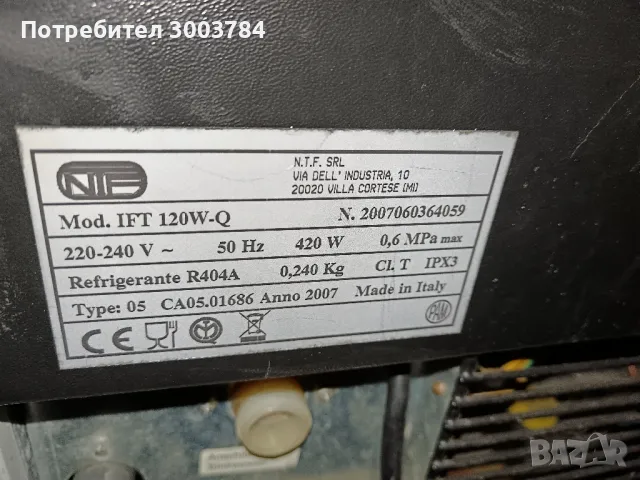 Потребител 3003784
NTF
N.T.F. SRL
VIA DELL' INDUSTRIA, 10
20020 VILLA CORTESE (MI)
Mod. IFT 120W-Q N. 2007060364059
220-240 V ~ 50 Hz 420 W 0,6 MPa max
Refrigerante R404A 0,240 Kg Cl. T IPX3
Type: 05 CA05.01686 Anno 2007 Made in Italy
CE
BAZAR